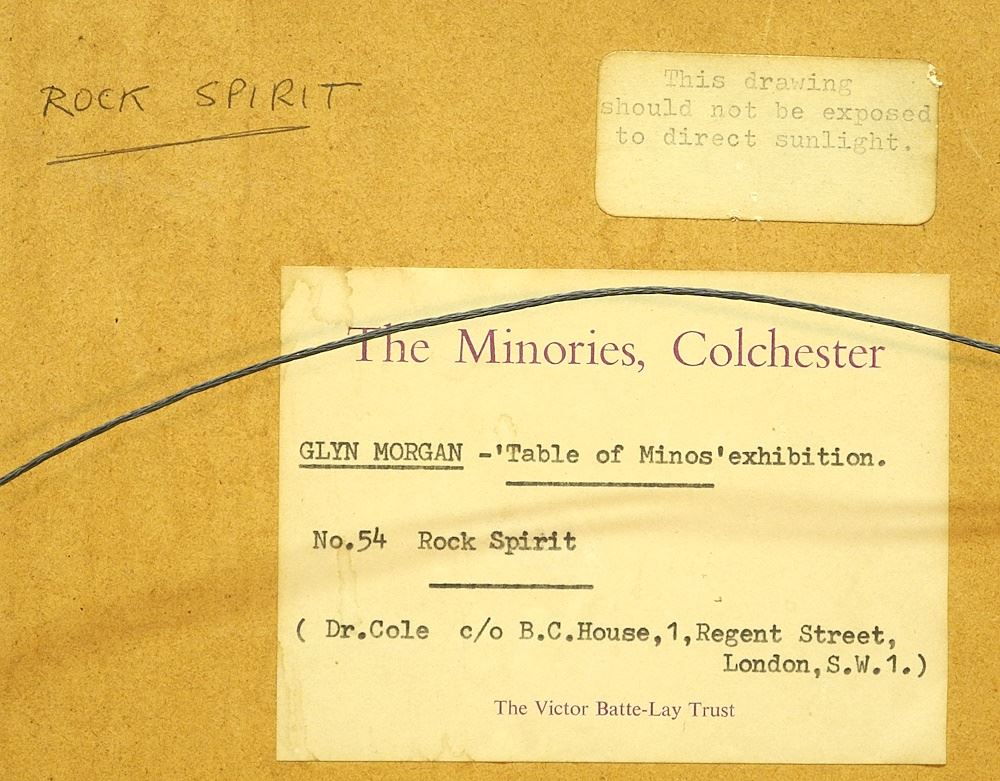 ROCK SPIRIT
This drawing
should not be exposed
to direct sunlight.
The Minories, Colchester
GLYN MORGAN -'Table of Minos'exhibition.
No.54 Rock Spirit
( Dr.Cole c/o B.C.House,1,Regent Street,
London,S.W.1.)
The Victor Batte-Lay Trust